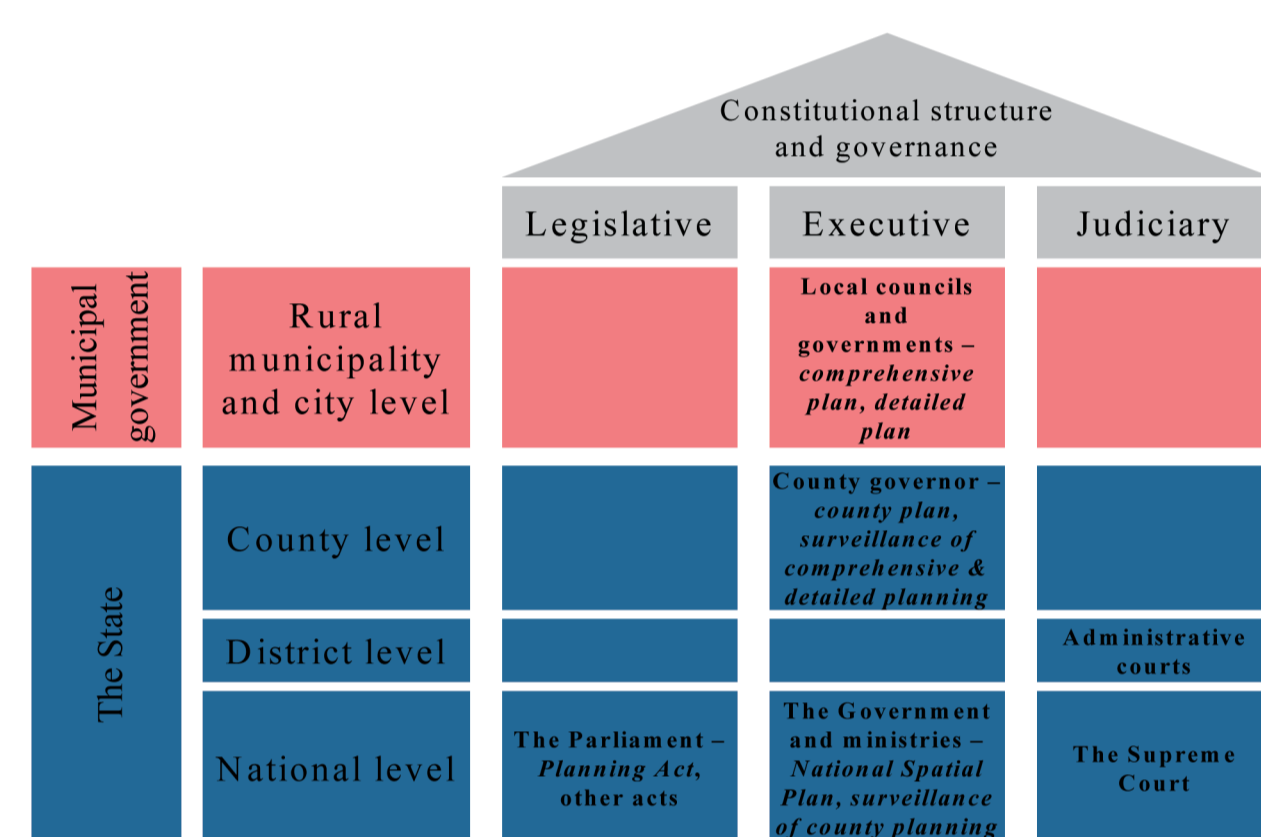 Constitutional structure
and governance
Legislative
Executive
Judiciary
Municipal
government
Rural
municipality
and city level
Local councils
and
governments –
comprehensive
plan, detailed
plan
The State
County level
County governor –
county plan,
surveillance of
comprehensive &
detailed planning
District level
Administrative
courts
National level
The Parliament –
Planning Act,
other acts
The Government
and ministries –
National Spatial
Plan, surveillance
of county planning
The Supreme
Court